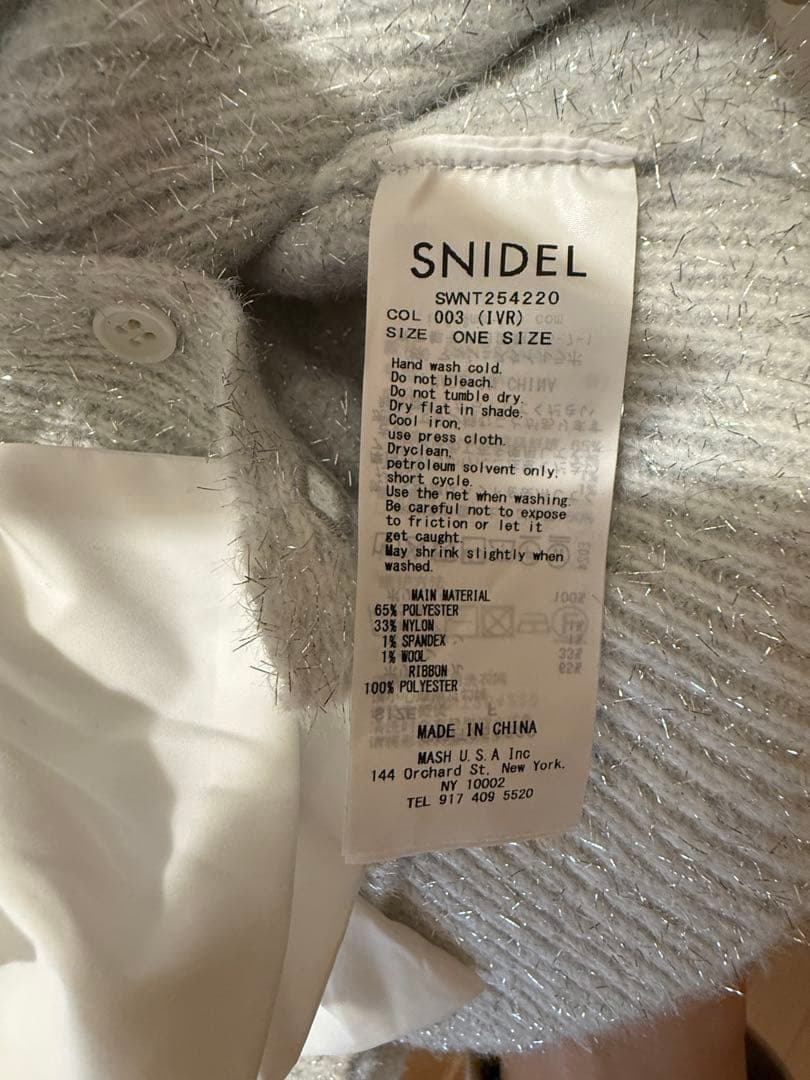 SNIDEL
SWNT254220
COL 003 (IVR)
SIZE ONE SIZE
Hand wash cold.
Do not bleach.
Do not tumble dry.
Dry flat in shade.
Cool iron,
use press cloth.
Dryclean,
petroleum solvent only,
short cycle.
Use the net when washing.
Be careful not to expose
to friction or let it
get caught.
May shrink slightly when
washed.
MAIN MATERIAL
65% POLYESTER
33% NYLON
1% SPANDEX
1% WOOL
RIBBON
100% POLYESTER
MADE IN CHINA
MASH U.S.A Inc
144 Orchard St, New York,
NY 10002
TEL 917 409 5520